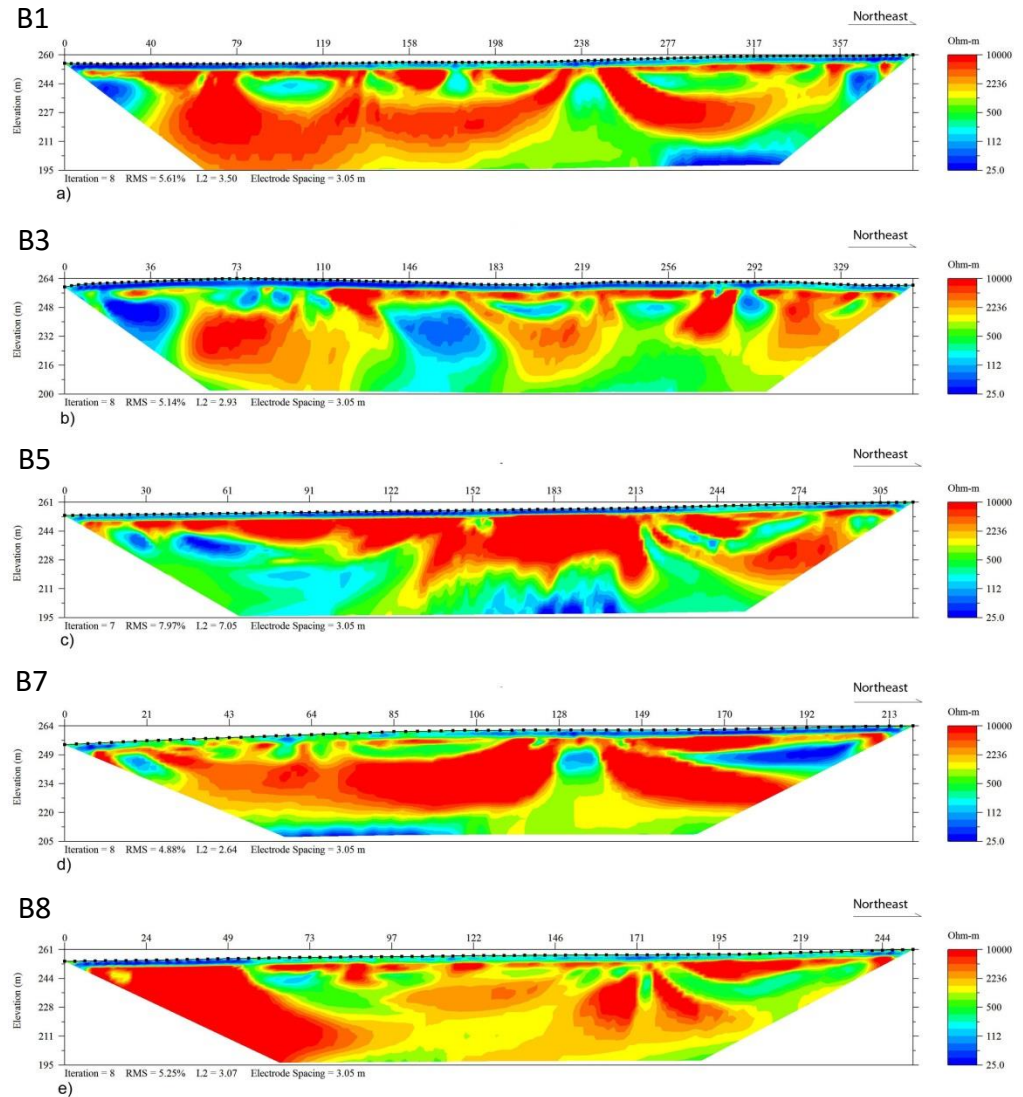 B1
Northeast
0 40 79 119 158 198 238 277 317 357
Ohm-m
Elevation (m)
260
244
227
211
195
10000
2236
500
112
25.0
Iteration = 8 RMS = 5.61% L2 = 3.50 Electrode Spacing = 3.05 m
a)
B3
Northeast
0 36 73 110 146 183 219 256 292 329
Ohm-m
Elevation (m)
264
248
232
216
200
10000
2236
500
112
25.0
Iteration = 8 RMS = 5.14% L2 = 2.93 Electrode Spacing = 3.05 m
b)
B5
Northeast
0 30 61 91 122 152 183 213 244 274 305
Ohm-m
Elevation (m)
261
244
228
211
195
10000
2236
500
112
25.0
Iteration = 7 RMS = 7.97% L2 = 7.05 Electrode Spacing = 3.05 m
c)
B7
Northeast
0 21 43 64 85 106 128 149 170 192 213
Ohm-m
Elevation (m)
264
249
234
220
205
10000
2236
500
112
25.0
Iteration = 8 RMS = 4.88% L2 = 2.64 Electrode Spacing = 3.05 m
d)
B8
Northeast
0 24 49 73 97 122 146 171 195 219 244
Ohm-m
Elevation (m)
261
244
228
211
195
10000
2236
500
112
25.0
Iteration = 8 RMS = 5.25% L2 = 3.07 Electrode Spacing = 3.05 m
e)